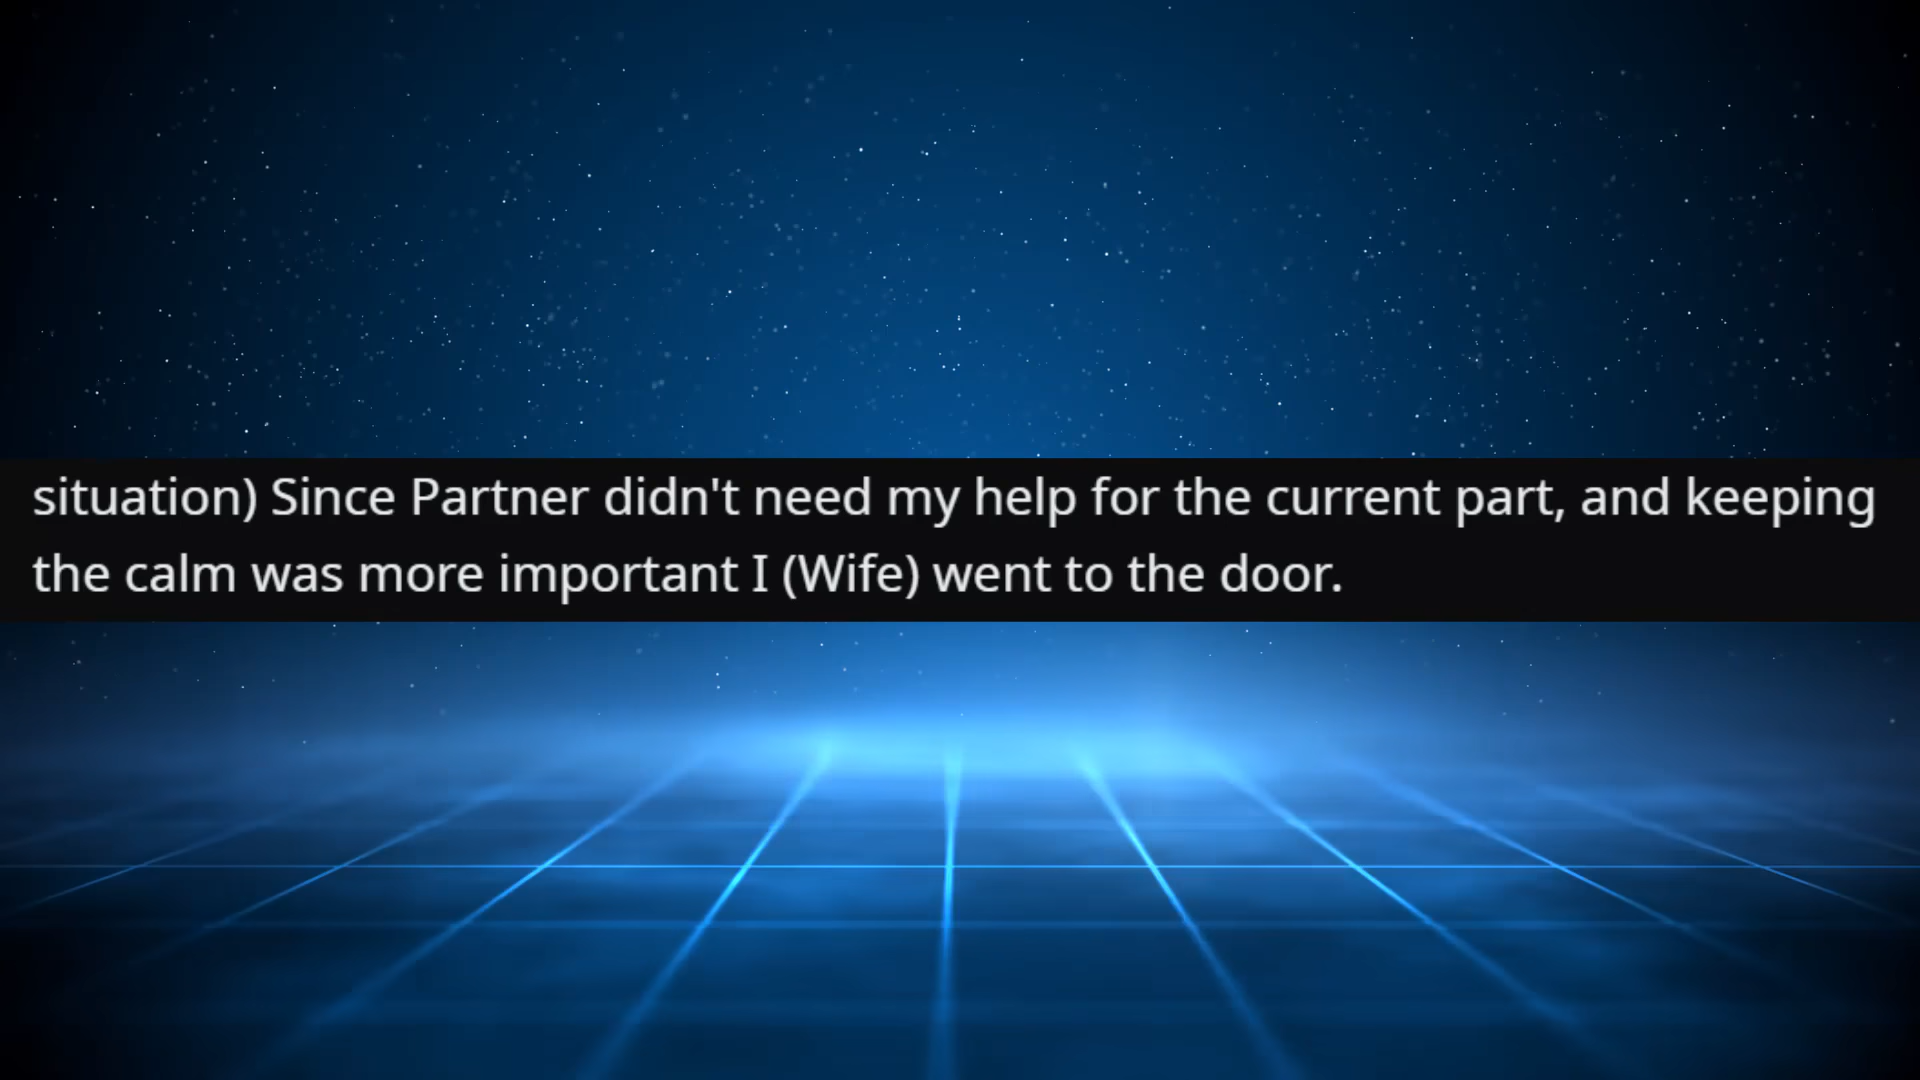 situation) Since Partner didn't need my help for the current part, and keeping
the calm was more important I (Wife) went to the door.